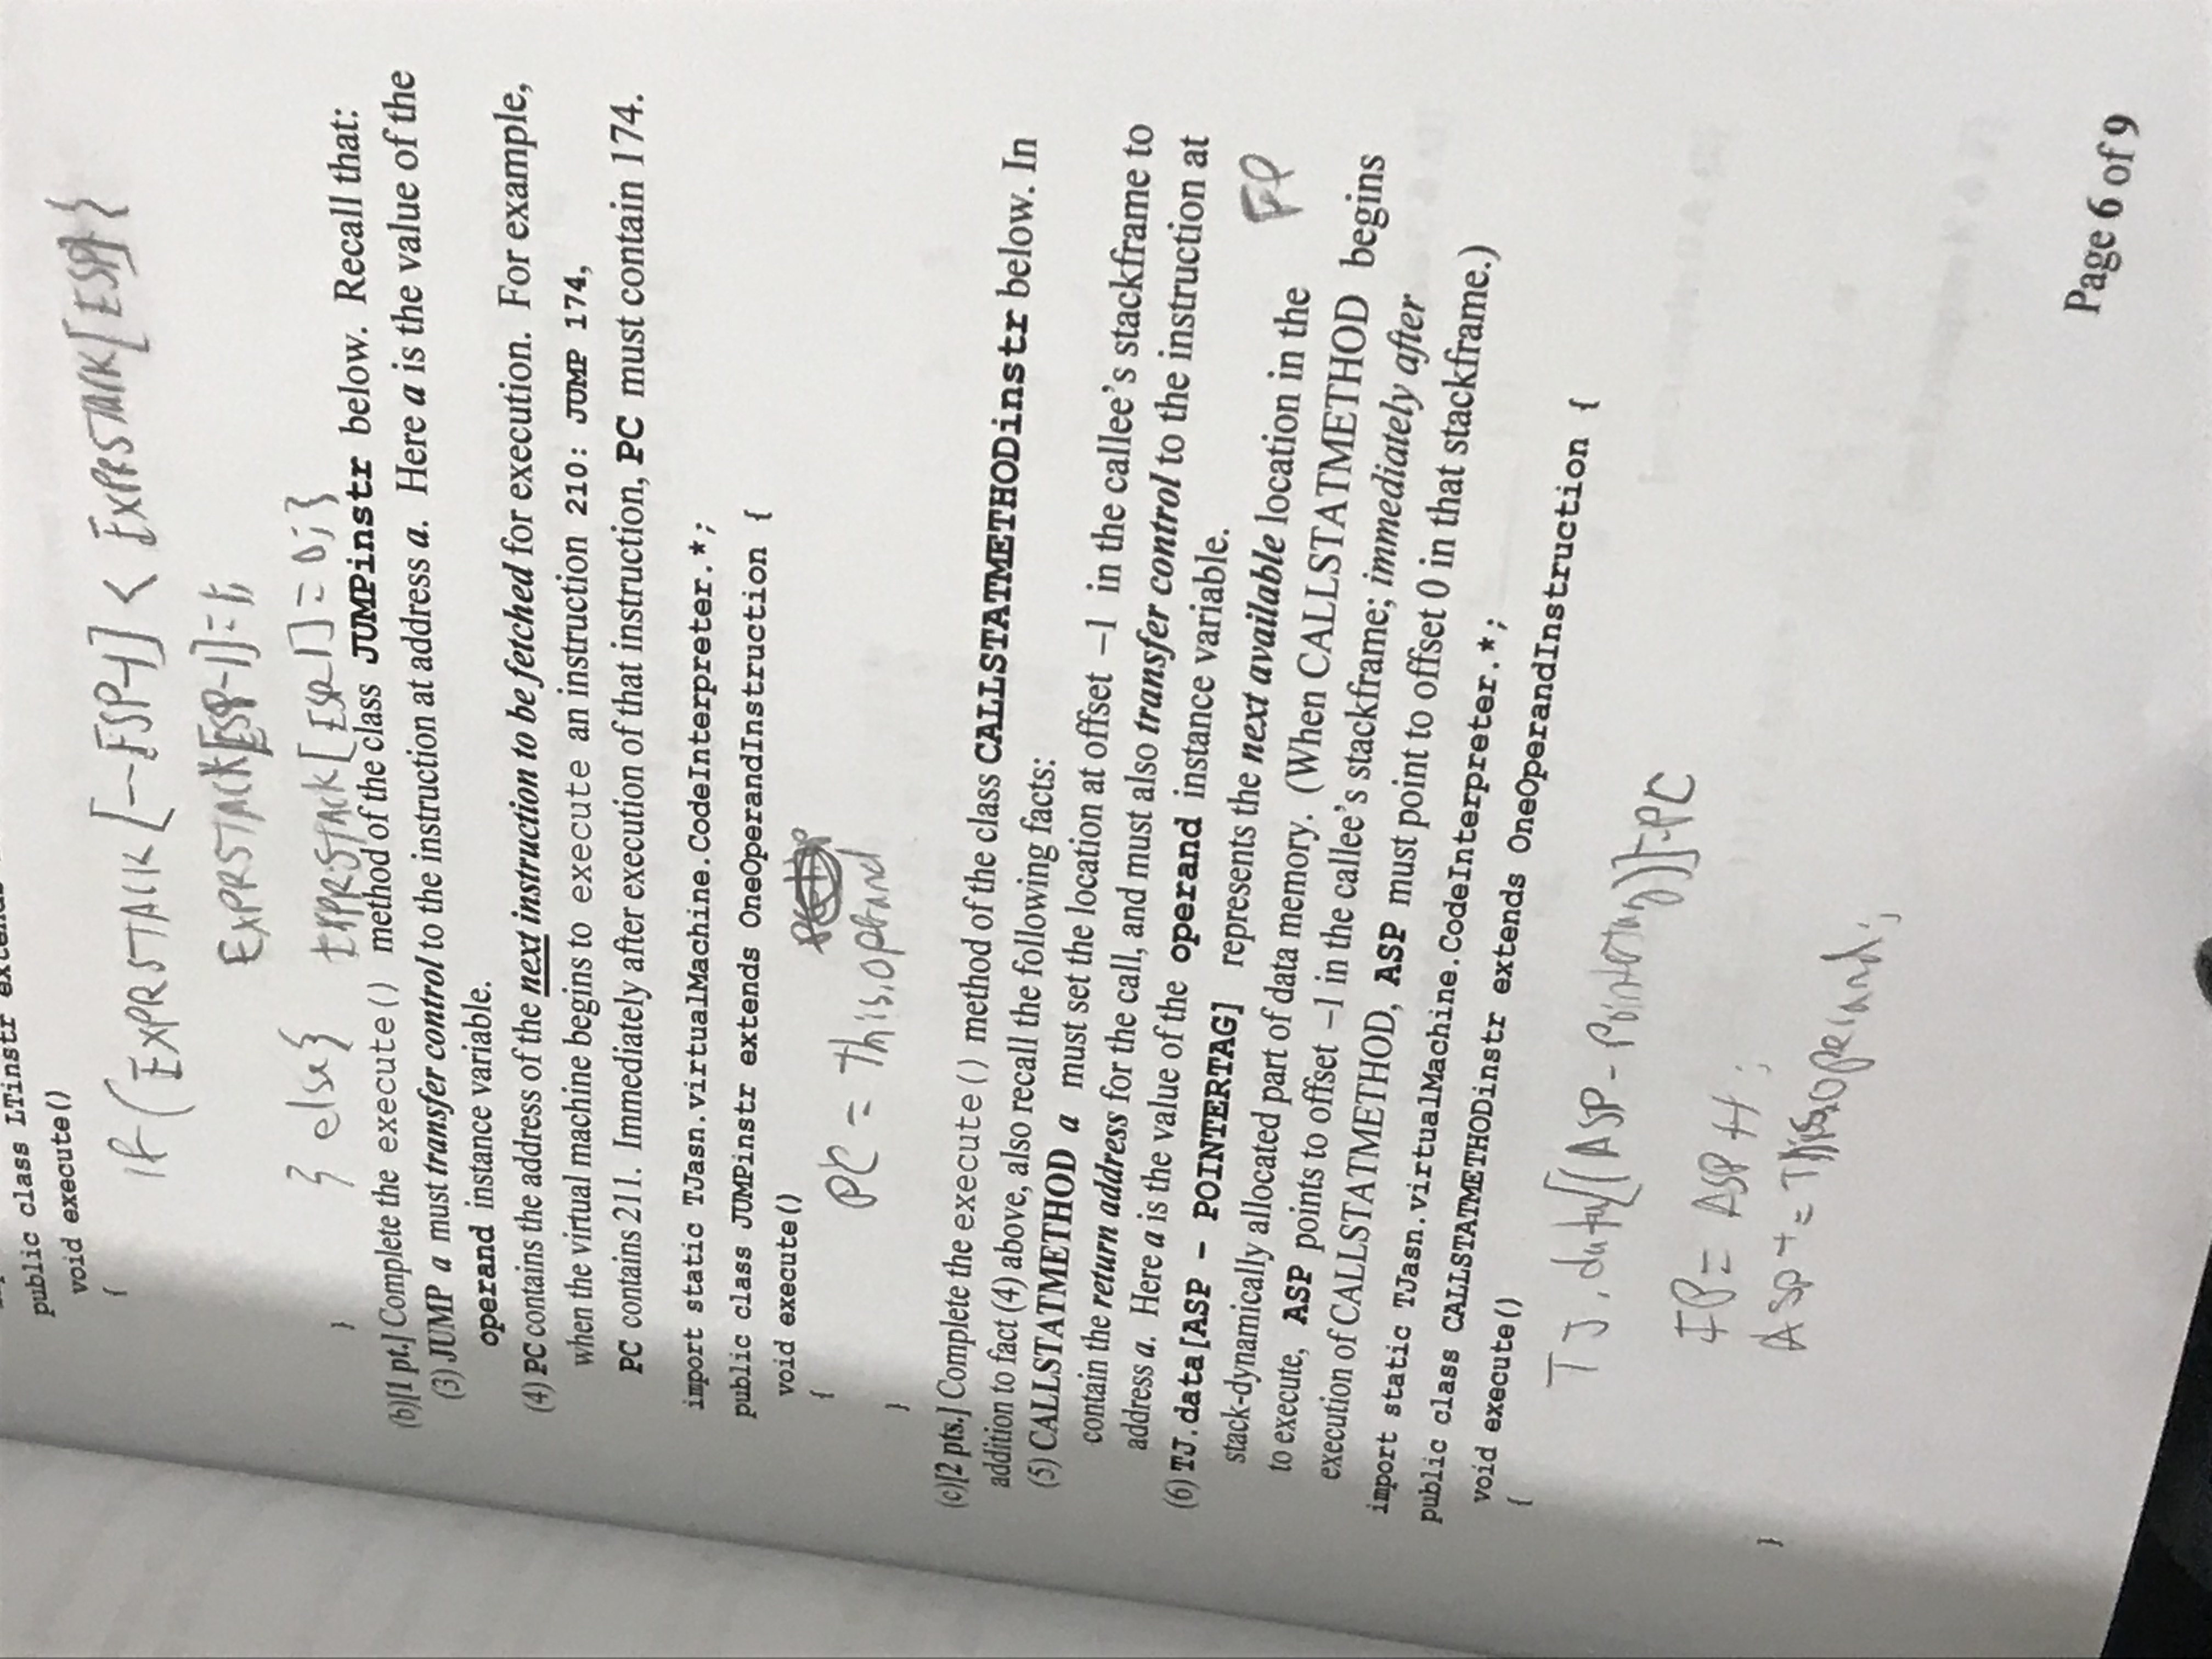 public class LTinstr extends
void execute()
{
if (EXPRSTACK[--ESP-1] < EXPRSTACK[ESP]) {
EXPRSTACK[ESP-1]=1;
} else { EXPRSTACK[ESP-1]=0; }
}
(b)[1 pt.] Complete the execute() method of the class JUMPinstr below. Recall that:
(3) JUMP a must transfer control to the instruction at address a. Here a is the value of the
operand instance variable.
(4) PC contains the address of the next instruction to be fetched for execution. For example,
when the virtual machine begins to execute an instruction 210: JUMP 174,
PC contains 211. Immediately after execution of that instruction, PC must contain 174.
import static TJasn.virtualMachine.CodeInterpreter.*;
public class JUMPinstr extends OneOperandInstruction {
void execute()
{
PC = this.operand
}
(c)[2 pts.] Complete the execute() method of the class CALLSTATMETHODinstr below. In
addition to fact (4) above, also recall the following facts:
(5) CALLSTATMETHOD a must set the location at offset –1 in the callee's stackframe to
contain the return address for the call, and must also transfer control to the instruction at
address a. Here a is the value of the operand instance variable.
(6) TJ.data[ASP - POINTERTAG] represents the next available location in the
FP
stack-dynamically allocated part of data memory. (When CALLSTATMETHOD begins
to execute, ASP points to offset –1 in the callee's stackframe; immediately after
execution of CALLSTATMETHOD, ASP must point to offset 0 in that stackframe.)
import static TJasn.virtualMachine.CodeInterpreter.*;
public class CALLSTATMETHODinstr extends OneOperandInstruction {
void execute()
{
TJ.data[(ASP - Pointertag)]=PC
FP= ASP++;
ASP += This.operand;
}
Page 6 of 9